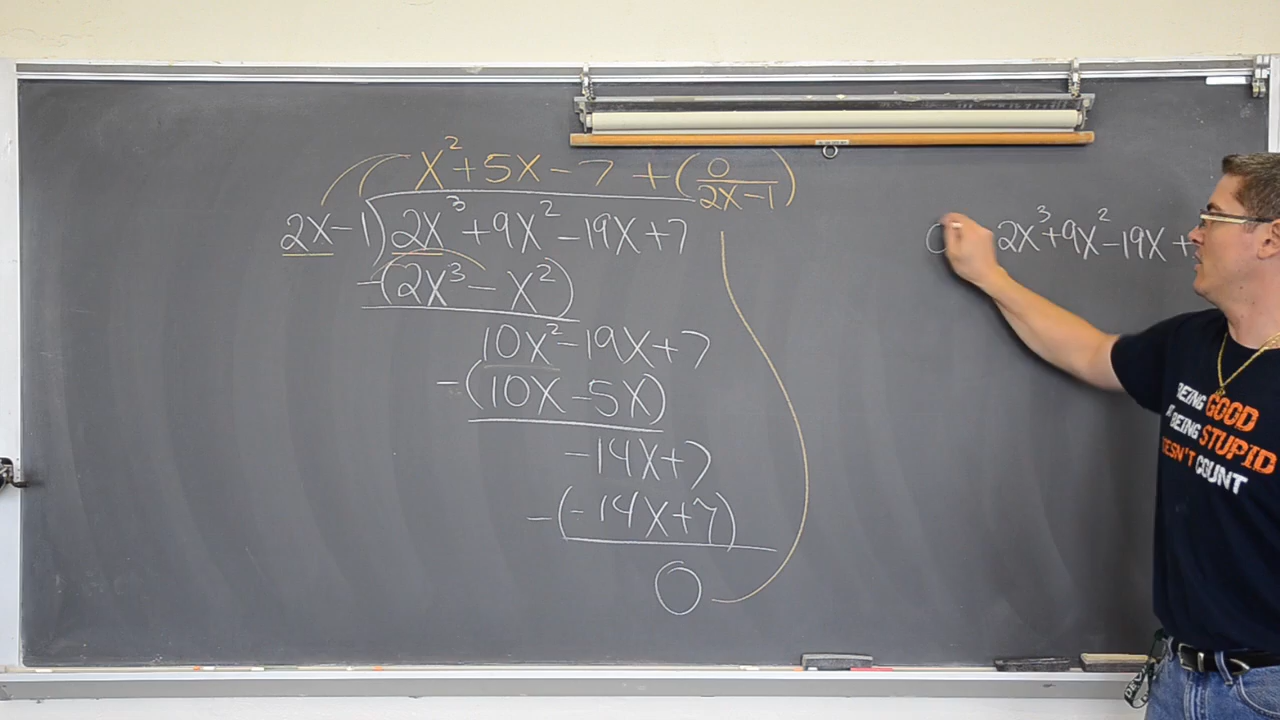 x² + 5x - 7 + (0/2x-1)
2x-1)2x³ + 9x² - 19x + 7
-(2x³ - x²)
10x² - 19x + 7
-(10x - 5x)
-14x + 7
-(-14x + 7)
0
0
2x³ + 9x² - 19x +
BEING GOOD
BEING STUPID
COUNT